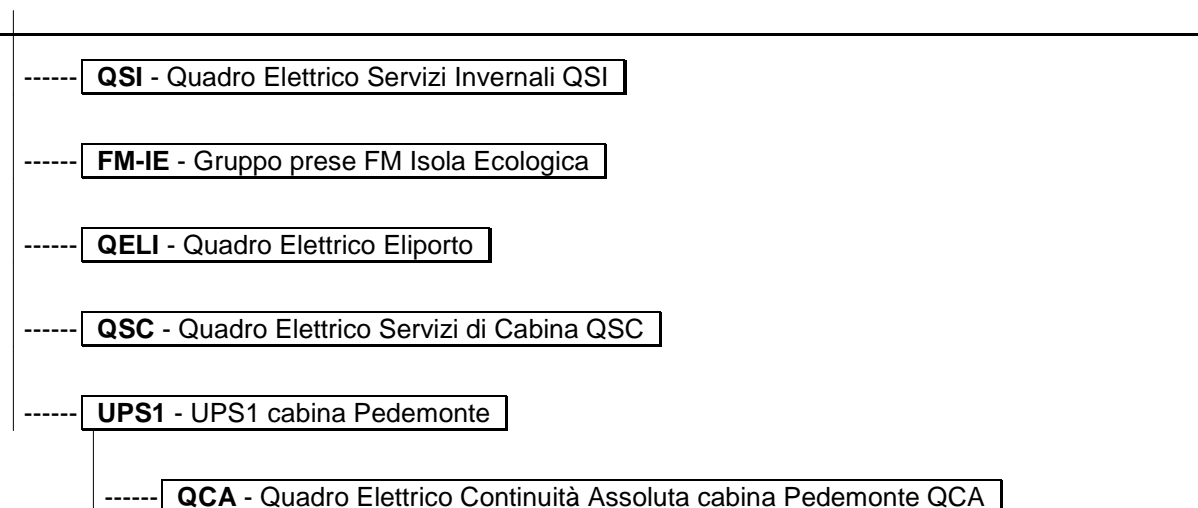 QSI - Quadro Elettrico Servizi Invernali QSI
FM-IE - Gruppo prese FM Isola Ecologica
QELI - Quadro Elettrico Eliporto
QSC - Quadro Elettrico Servizi di Cabina QSC
UPS1 - UPS1 cabina Pedemonte
QCA - Quadro Elettrico Continuità Assoluta cabina Pedemonte QCA